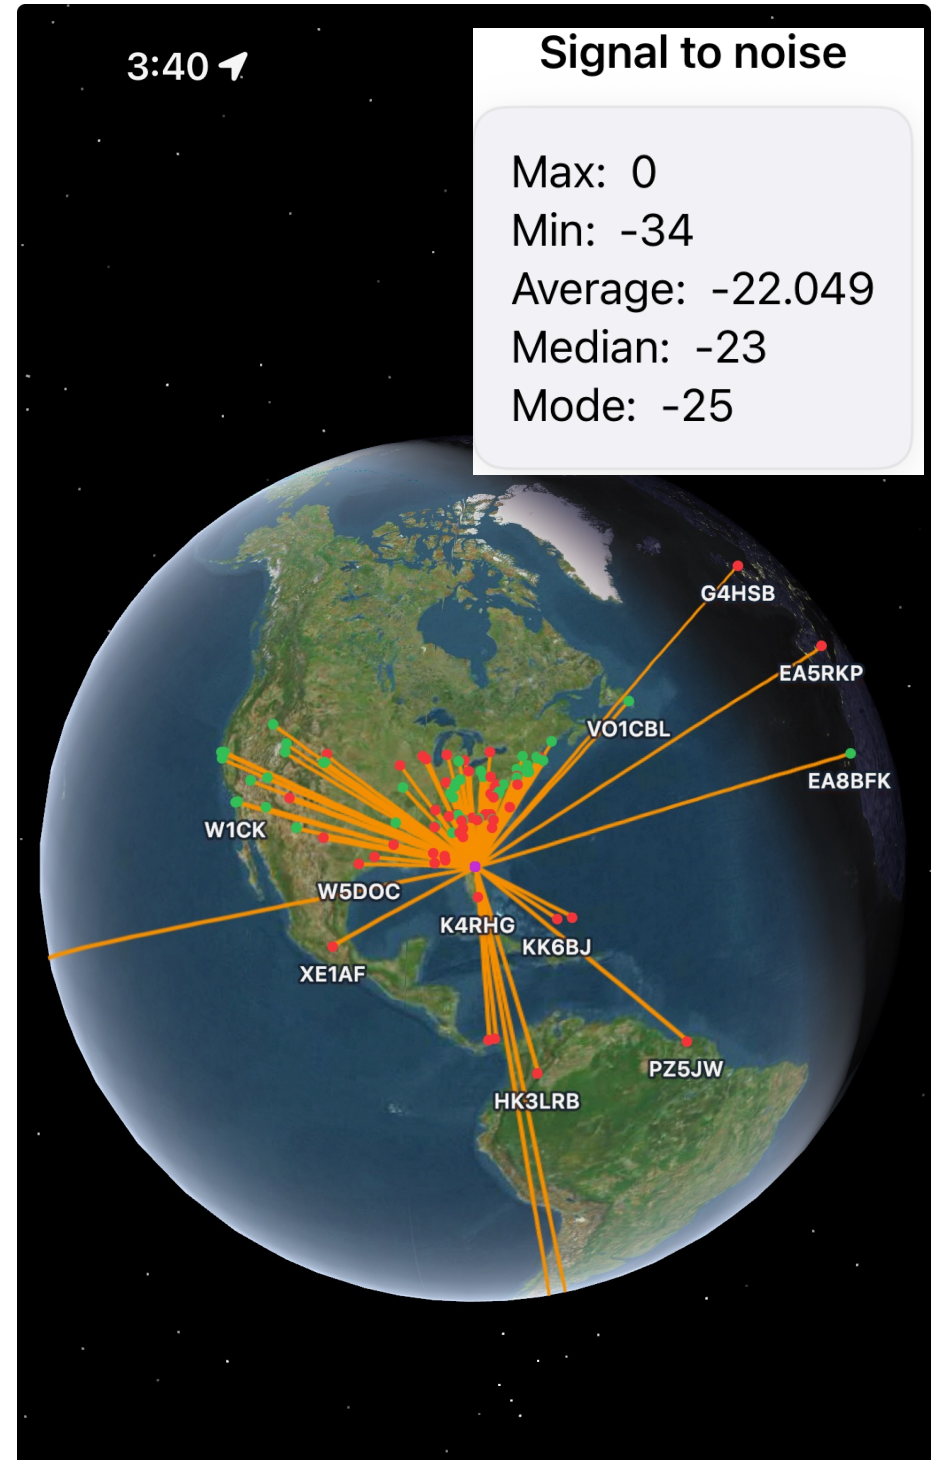 3:40
Signal to noise
Max: 0
Min: -34
Average: -22.049
Median: -23
Mode: -25
G4HSB
EA5RKP
VO1CBL
EA8BFK
W1CK
W5DOC
K4RHG
KK6BJ
XE1AF
PZ5JW
HK3LRB